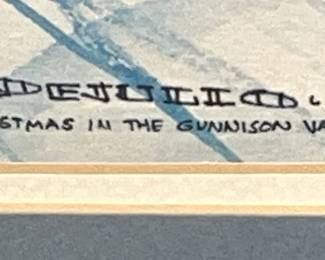 DEJULIO.
STMAS IN THE GUNNISON VA